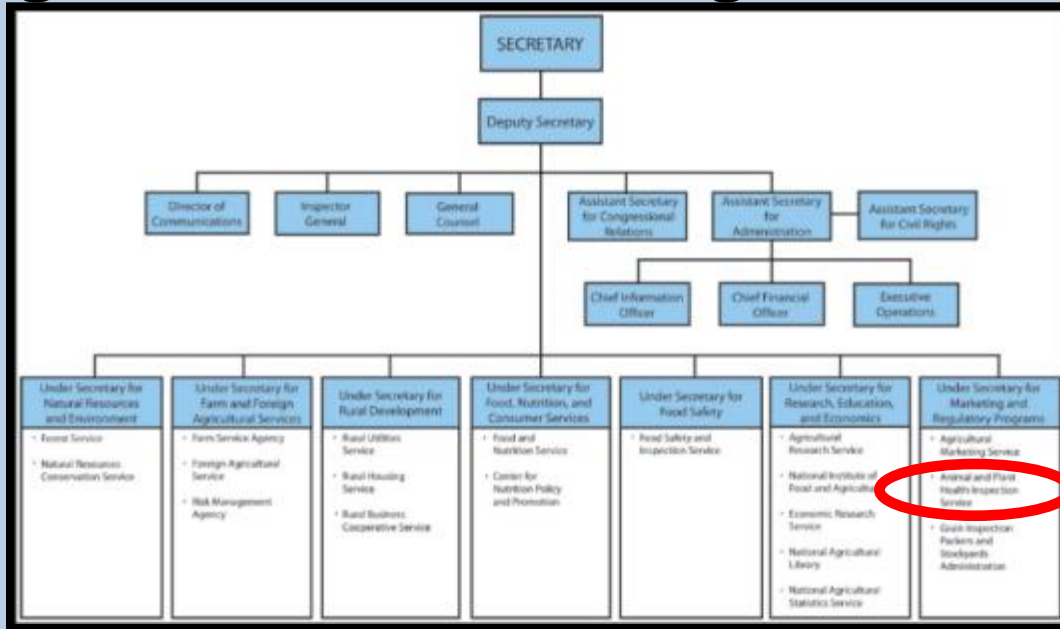 SECRETARY
Deputy Secretary
Director of
Communications
Inspector
General
General
Counsel
Assistant Secretary
for Congressional
Relations
Assistant Secretary
for
Administration
Assistant Secretary
for Civil Rights
Chief Information
Officer
Chief Financial
Officer
Executive
Operations
Under Secretary for
Natural Resources
and Environment
• Forest Service
• Natural Resources
Conservation Service
Under Secretary for
Farm and Foreign
Agricultural Services
• Farm Service Agency
• Foreign Agricultural
Service
• Risk Management
Agency
Under Secretary for
Rural Development
• Rural Utilities
Service
• Rural Housing
Service
• Rural Business
Cooperative Service
Under Secretary for
Food, Nutrition, and
Consumer Services
• Food and
Nutrition Service
• Center for
Nutrition Policy
and Promotion
Under Secretary for
Food Safety
• Food Safety and
Inspection Service
Under Secretary for
Research, Education,
and Economics
• Agricultural
Research Service
• National Institute of
Food and Agricultur
• Economic Research
Service
• National Agricultural
Library
• National Agricultural
Statistics Service
Under Secretary for
Marketing and
Regulatory Programs
• Agricultural
Marketing Service
• Animal and Plant
Health Inspection
Service
• Grain Inspection
Packers and
Stockyards
Administration